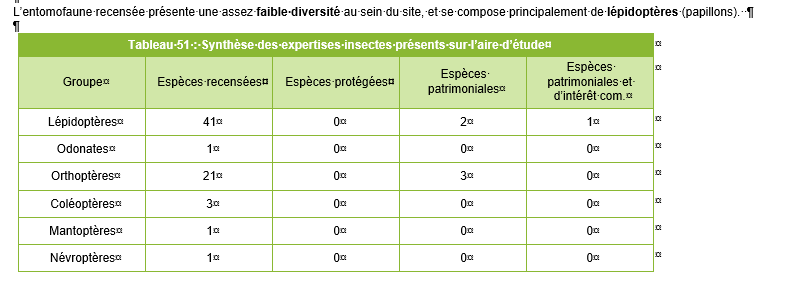 L'entomofaune recensée présente une assez faible diversité au sein du site, et se compose principalement de lépidoptères (papillons). ¶
¶
Tableau 51 : Synthèse des expertises insectes présents sur l'aire d'étude¤ ¤
Groupe¤ Espèces recensées¤ Espèces protégées¤ Espèces patrimoniales¤ Espèces patrimoniales et d'intérêt com.¤ ¤
Lépidoptères¤ 41¤ 0¤ 2¤ 1¤ ¤
Odonates¤ 1¤ 0¤ 0¤ 0¤ ¤
Orthoptères¤ 21¤ 0¤ 3¤ 0¤ ¤
Coléoptères¤ 3¤ 0¤ 0¤ 0¤ ¤
Mantoptères¤ 1¤ 0¤ 0¤ 0¤ ¤
Névroptères¤ 1¤ 0¤ 0¤ 0¤ ¤